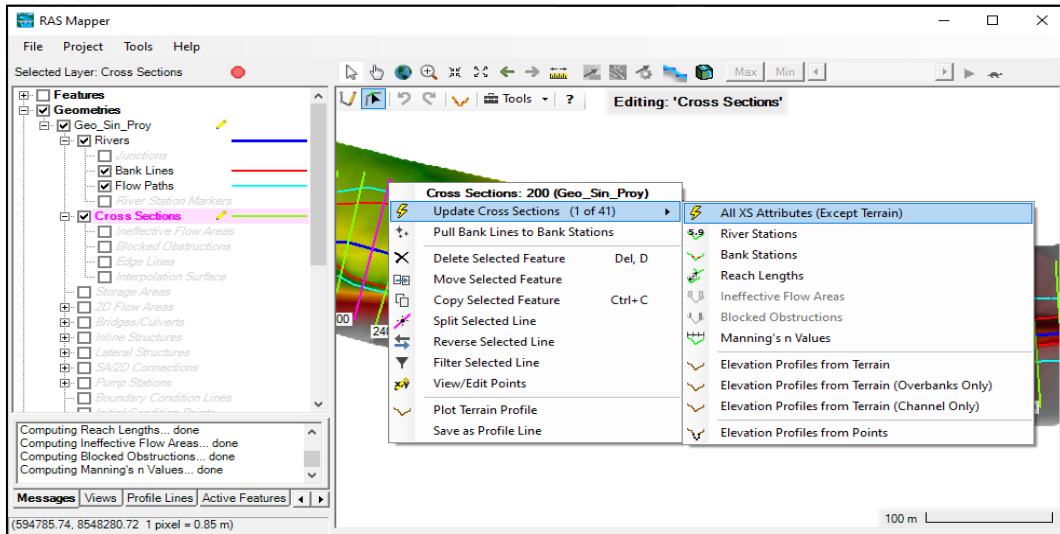 RAS Mapper
File Project Tools Help
Selected Layer: Cross Sections
Max Min
Features
Geometries
Geo_Sin_Proy
Rivers
Junctions
Bank Lines
Flow Paths
River Station Markers
Cross Sections
Ineffective Flow Areas
Blocked Obstructions
Edge Lines
Interpolation Surface
Storage Areas
2D Flow Areas
Bridges/Culverts
Inline Structures
Lateral Structures
SA/2D Connections
Pump Stations
Boundary Condition Lines
Initial Condition Points
Computing Reach Lengths... done
Computing Ineffective Flow Areas... done
Computing Blocked Obstructions... done
Computing Manning's n Values... done
Messages Views Profile Lines Active Features
(594785.74, 8548280.72 1 pixel = 0.85 m)
Tools ? Editing: 'Cross Sections'
Cross Sections: 200 (Geo_Sin_Proy)
Update Cross Sections (1 of 41)
Pull Bank Lines to Bank Stations
Delete Selected Feature Del, D
Move Selected Feature
Copy Selected Feature Ctrl+C
Split Selected Line
Reverse Selected Line
Filter Selected Line
View/Edit Points
Plot Terrain Profile
Save as Profile Line
All XS Attributes (Except Terrain)
5.9 River Stations
Bank Stations
Reach Lengths
Ineffective Flow Areas
Blocked Obstructions
Manning's n Values
Elevation Profiles from Terrain
Elevation Profiles from Terrain (Overbanks Only)
Elevation Profiles from Terrain (Channel Only)
Elevation Profiles from Points
00
240
100 m